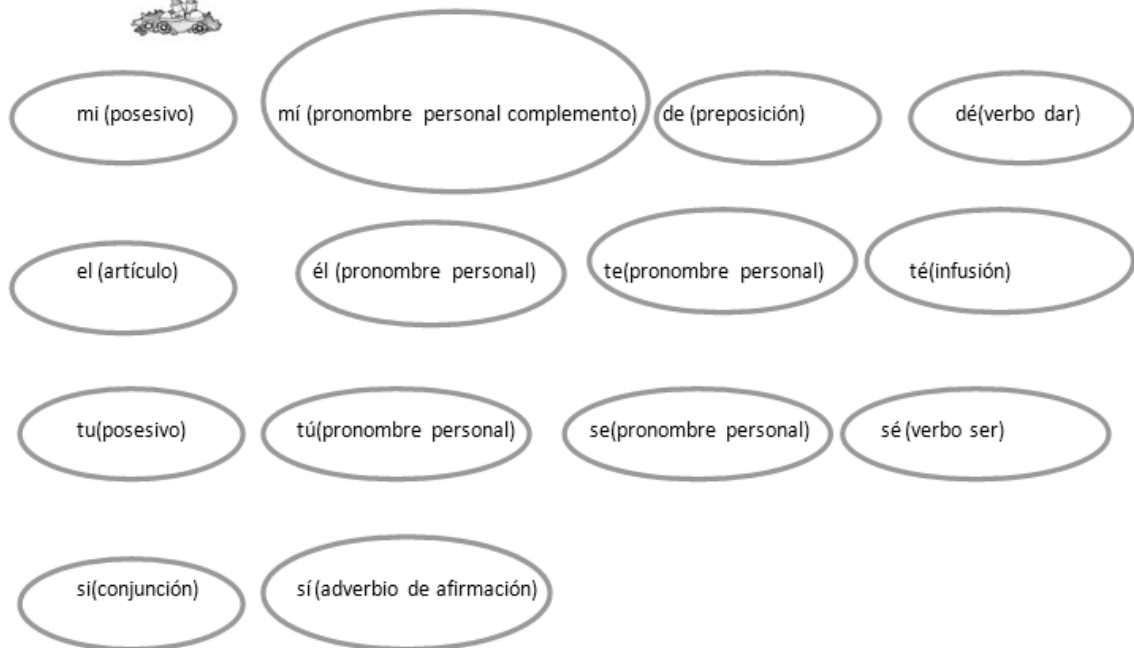 mi (posesivo) mí (pronombre personal complemento) de (preposición) dé(verbo dar)
el (artículo) él (pronombre personal) te(pronombre personal) té(infusión)
tu(posesivo) tú(pronombre personal) se(pronombre personal) sé (verbo ser)
si(conjunción) sí (adverbio de afirmación)